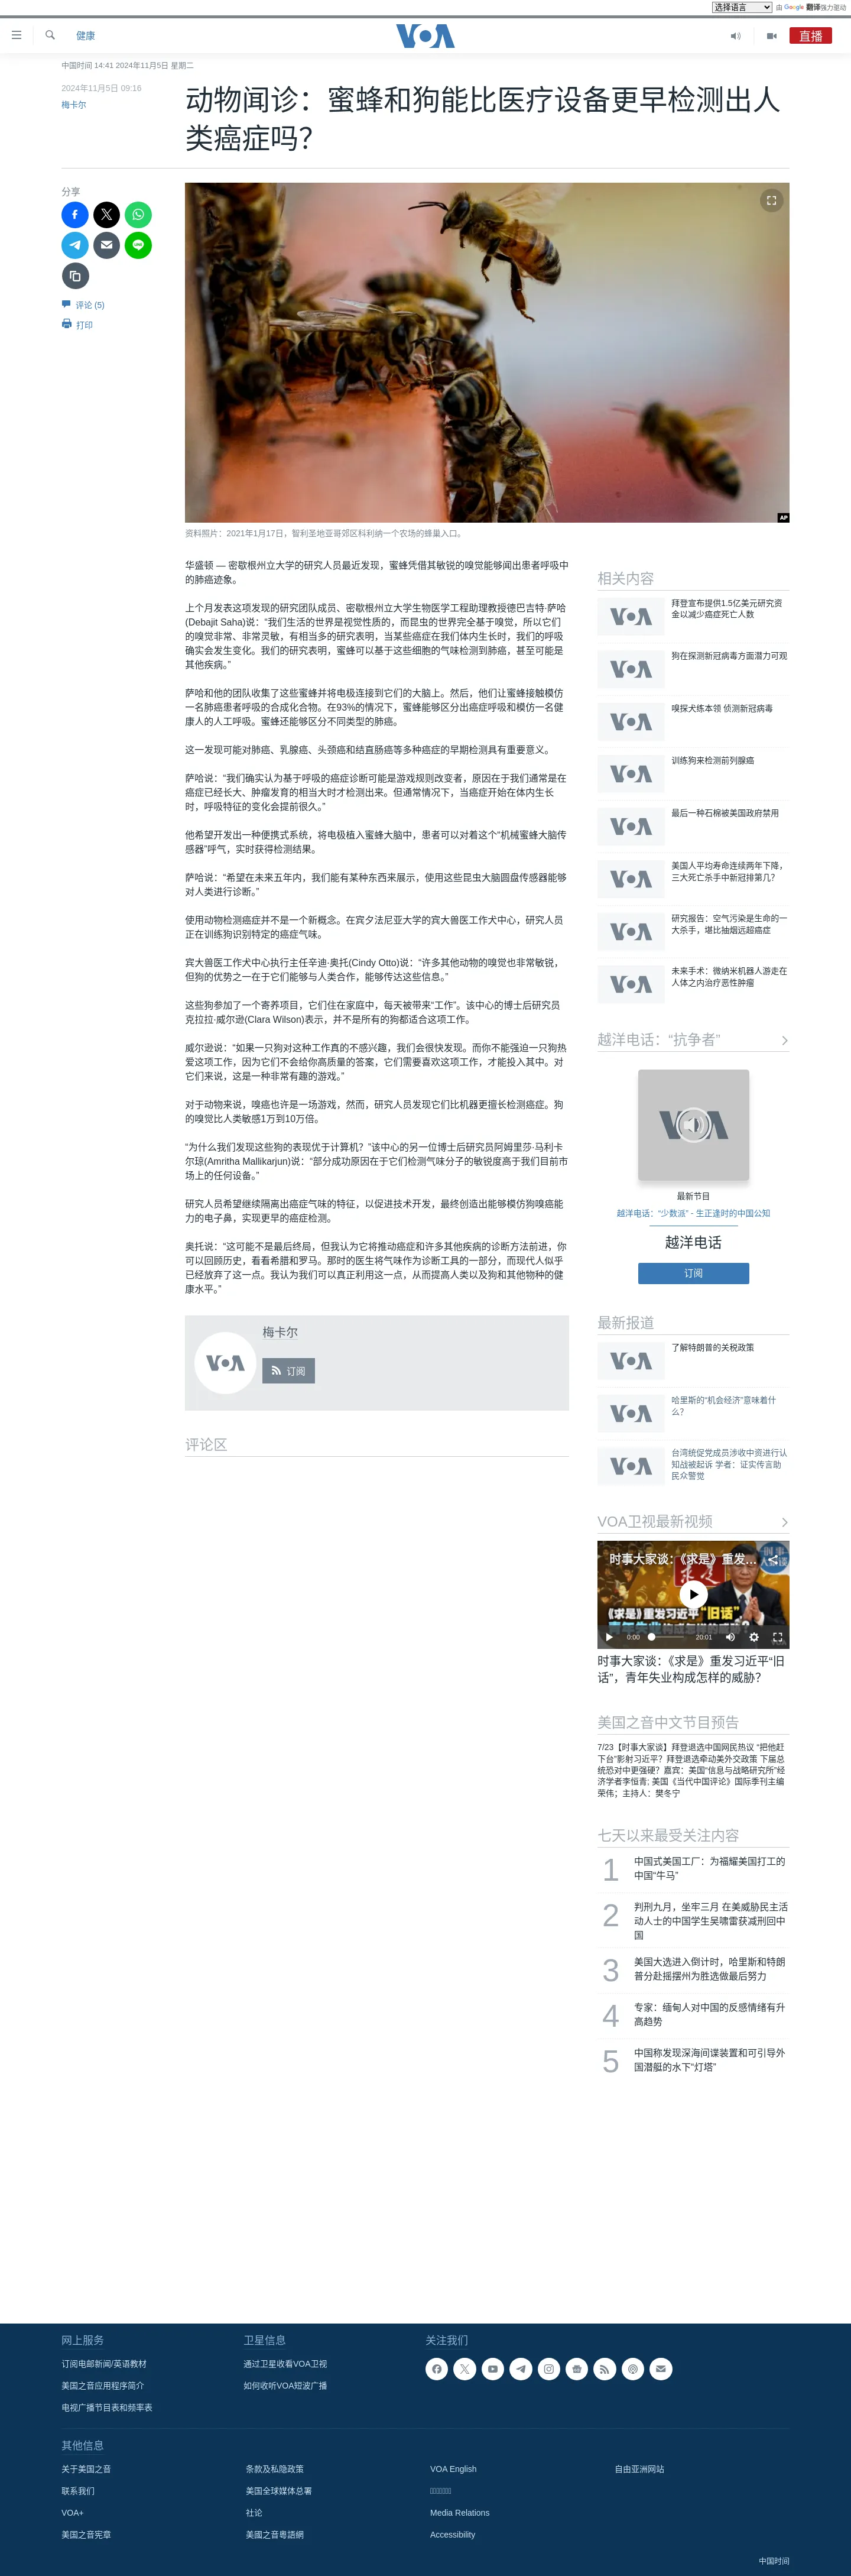 选择语言 由 Google 翻译强力驱动
健康
VOA
直播
中国时间 14:41 2024年11月5日 星期二
2024年11月5日 09:16
梅卡尔
动物闻诊：蜜蜂和狗能比医疗设备更早检测出人
类癌症吗？
分享
评论 (5)
打印
AP
资料照片：2021年1月17日，智利圣地亚哥郊区科利纳一个农场的蜂巢入口。
华盛顿 — 密歇根州立大学的研究人员最近发现，蜜蜂凭借其敏锐的嗅觉能够闻出患者呼吸中
的肺癌迹象。
上个月发表这项发现的研究团队成员、密歇根州立大学生物医学工程助理教授德巴吉特·萨哈
(Debajit Saha)说：“我们生活的世界是视觉性质的，而昆虫的世界完全基于嗅觉，所以它们
的嗅觉非常、非常灵敏，有相当多的研究表明，当某些癌症在我们体内生长时，我们的呼吸
确实会发生变化。我们的研究表明，蜜蜂可以基于这些细胞的气味检测到肺癌，甚至可能是
其他疾病。”
萨哈和他的团队收集了这些蜜蜂并将电极连接到它们的大脑上。然后，他们让蜜蜂接触模仿
一名肺癌患者呼吸的合成化合物。在93%的情况下，蜜蜂能够区分出癌症呼吸和模仿一名健
康人的人工呼吸。蜜蜂还能够区分不同类型的肺癌。
这一发现可能对肺癌、乳腺癌、头颈癌和结直肠癌等多种癌症的早期检测具有重要意义。
萨哈说：“我们确实认为基于呼吸的癌症诊断可能是游戏规则改变者，原因在于我们通常是在
癌症已经长大、肿瘤发育的相当大时才检测出来。但通常情况下，当癌症开始在体内生长
时，呼吸特征的变化会提前很久。”
他希望开发出一种便携式系统，将电极植入蜜蜂大脑中，患者可以对着这个“机械蜜蜂大脑传
感器”呼气，实时获得检测结果。
萨哈说：“希望在未来五年内，我们能有某种东西来展示，使用这些昆虫大脑圆盘传感器能够
对人类进行诊断。”
使用动物检测癌症并不是一个新概念。在宾夕法尼亚大学的宾大兽医工作犬中心，研究人员
正在训练狗识别特定的癌症气味。
宾大兽医工作犬中心执行主任辛迪·奥托(Cindy Otto)说：“许多其他动物的嗅觉也非常敏锐，
但狗的优势之一在于它们能够与人类合作，能够传达这些信息。”
这些狗参加了一个寄养项目，它们住在家庭中，每天被带来“工作”。该中心的博士后研究员
克拉拉·威尔逊(Clara Wilson)表示，并不是所有的狗都适合这项工作。
威尔逊说：“如果一只狗对这种工作真的不感兴趣，我们会很快发现。而你不能强迫一只狗热
爱这项工作，因为它们不会给你高质量的答案，它们需要喜欢这项工作，才能投入其中。对
它们来说，这是一种非常有趣的游戏。”
对于动物来说，嗅癌也许是一场游戏，然而，研究人员发现它们比机器更擅长检测癌症。狗
的嗅觉比人类敏感1万到10万倍。
“为什么我们发现这些狗的表现优于计算机？”该中心的另一位博士后研究员阿姆里莎·马利卡
尔琼(Amritha Mallikarjun)说：“部分成功原因在于它们检测气味分子的敏锐度高于我们目前市
场上的任何设备。”
研究人员希望继续隔离出癌症气味的特征，以促进技术开发，最终创造出能够模仿狗嗅癌能
力的电子鼻，实现更早的癌症检测。
奥托说：“这可能不是最后终局，但我认为它将推动癌症和许多其他疾病的诊断方法前进，你
可以回顾历史，看看希腊和罗马。那时的医生将气味作为诊断工具的一部分，而现代人似乎
已经放弃了这一点。我认为我们可以真正利用这一点，从而提高人类以及狗和其他物种的健
康水平。”
VOA
梅卡尔
订阅
评论区
相关内容
VOA
拜登宣布提供1.5亿美元研究资
金以减少癌症死亡人数
VOA
狗在探测新冠病毒方面潜力可观
VOA
嗅探犬练本领 侦测新冠病毒
VOA
训练狗来检测前列腺癌
VOA
最后一种石棉被美国政府禁用
VOA
美国人平均寿命连续两年下降，
三大死亡杀手中新冠排第几？
VOA
研究报告：空气污染是生命的一
大杀手，堪比抽烟远超癌症
VOA
未来手术：微纳米机器人游走在
人体之内治疗恶性肿瘤
越洋电话：“抗争者”
VOA
最新节目
越洋电话：“少数派” - 生正逢时的中国公知
越洋电话
订阅
最新报道
VOA
了解特朗普的关税政策
VOA
哈里斯的“机会经济”意味着什
么？
VOA
台湾统促党成员涉收中资进行认
知战被起诉 学者：证实传言助
民众警觉
VOA卫视最新视频
时事大家谈：《求是》重发...
《求是》重发习近平“旧话”
青年失业构成怎样的威胁？
0:00
20:01
时事大家谈：《求是》重发习近平“旧
话”，青年失业构成怎样的威胁？
美国之音中文节目预告
7/23【时事大家谈】拜登退选中国网民热议 “把他赶
下台”影射习近平？拜登退选牵动美外交政策 下届总
统恐对中更强硬？嘉宾：美国“信息与战略研究所”经
济学者李恒青; 美国《当代中国评论》国际季刊主编
荣伟；主持人：樊冬宁
七天以来最受关注内容
1 中国式美国工厂：为福耀美国打工的
中国“牛马”
2 判刑九月，坐牢三月 在美威胁民主活
动人士的中国学生吴啸雷获减刑回中
国
3 美国大选进入倒计时，哈里斯和特朗
普分赴摇摆州为胜选做最后努力
4 专家：缅甸人对中国的反感情绪有升
高趋势
5 中国称发现深海间谍装置和可引导外
国潜艇的水下“灯塔”
网上服务
订阅电邮新闻/英语教材
美国之音应用程序简介
电视广播节目表和频率表
卫星信息
通过卫星收看VOA卫视
如何收听VOA短波广播
关注我们
其他信息
关于美国之音
联系我们
VOA+
美国之音宪章
条款及私隐政策
美国全球媒体总署
社论
美國之音粵語網
VOA English
Media Relations
Accessibility
自由亚洲网站
中国时间